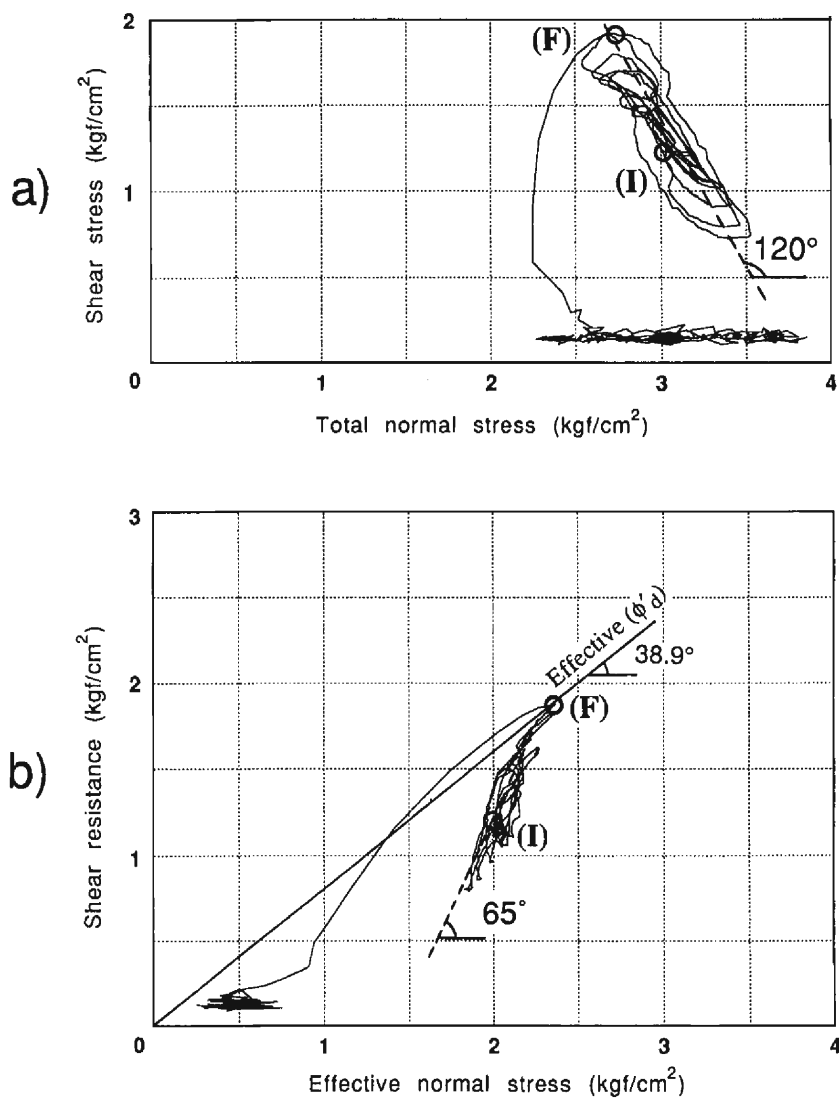 a)
Shear stress (kgf/cm²)
2
1
0
1
2
3
4
(F)
(I)
120°
Total normal stress (kgf/cm²)
b)
Shear resistance (kgf/cm²)
3
2
1
0
1
2
3
4
Effective (ϕ'd)
38.9°
(F)
(I)
65°
Effective normal stress (kgf/cm²)